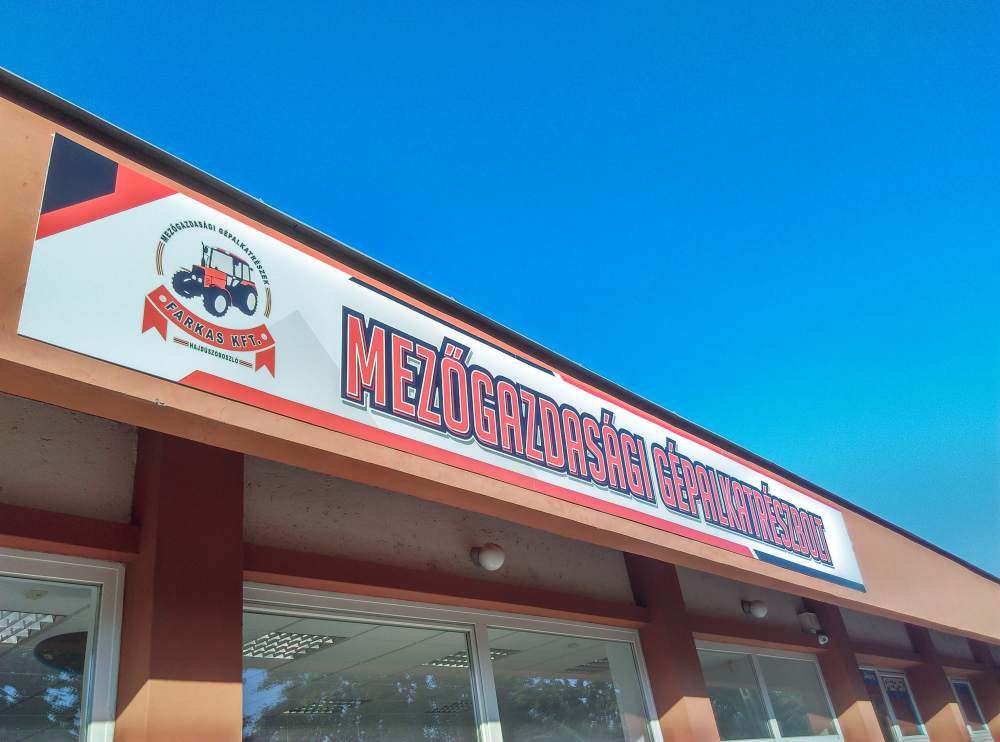 MEZŐGAZDASÁGI GÉPALKATRÉSZEK
FARKAS KFT.
HAJDÚSZOBOSZLÓ
MEZŐGAZDASÁGI GÉPALKATRÉSZBOLT